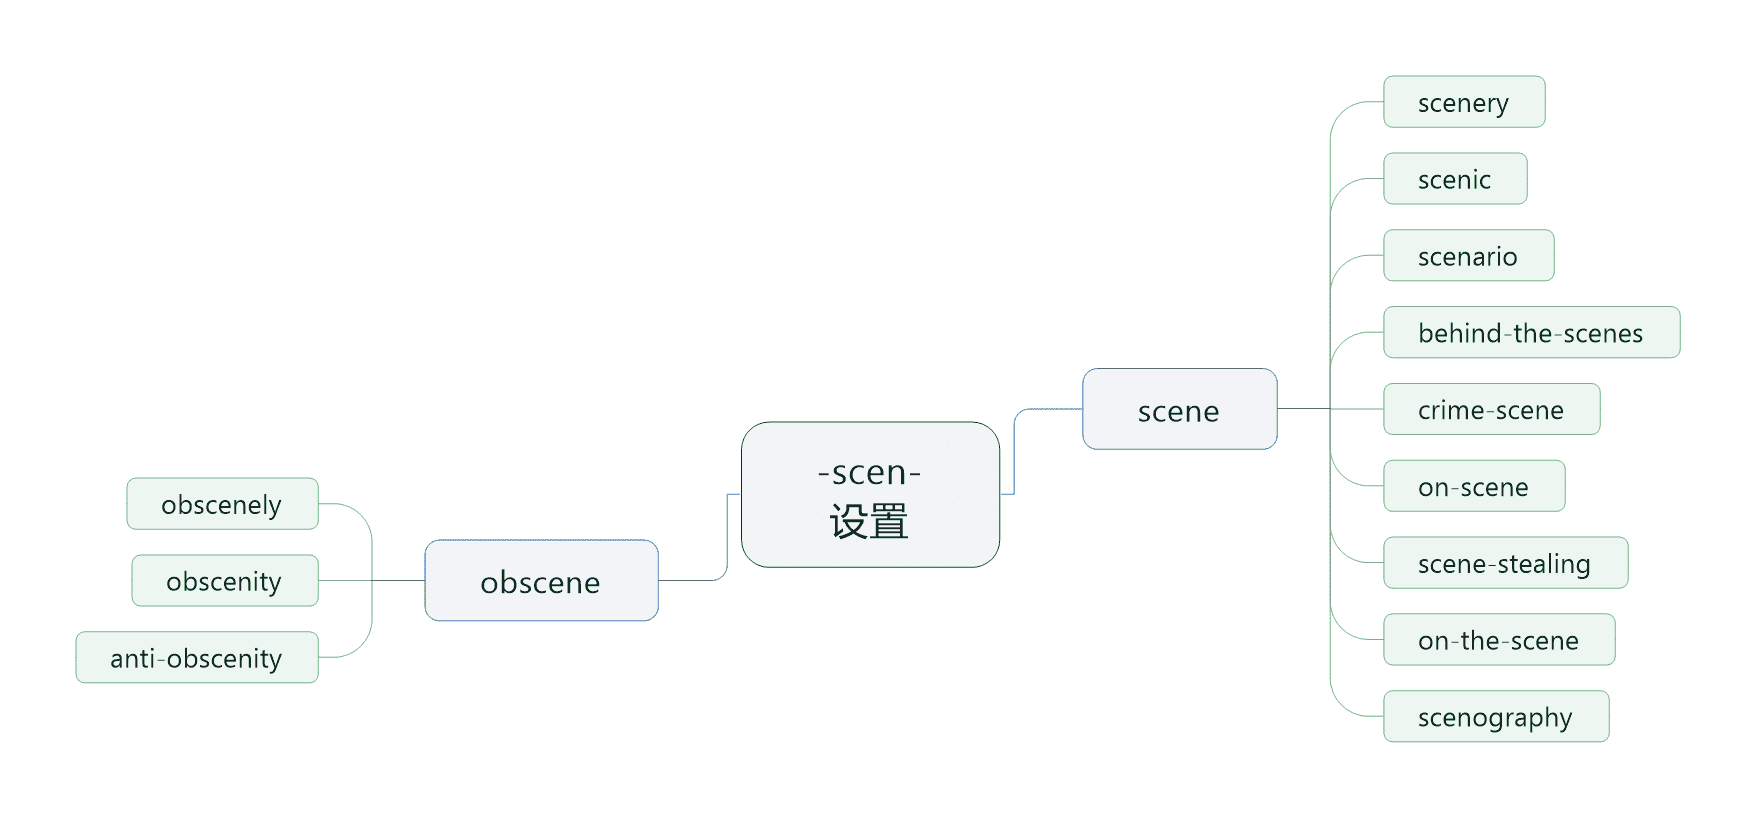 -scen-
设置
scene
scenery
scenic
scenario
behind-the-scenes
crime-scene
on-scene
scene-stealing
on-the-scene
scenography
obscene
obscenely
obscenity
anti-obscenity